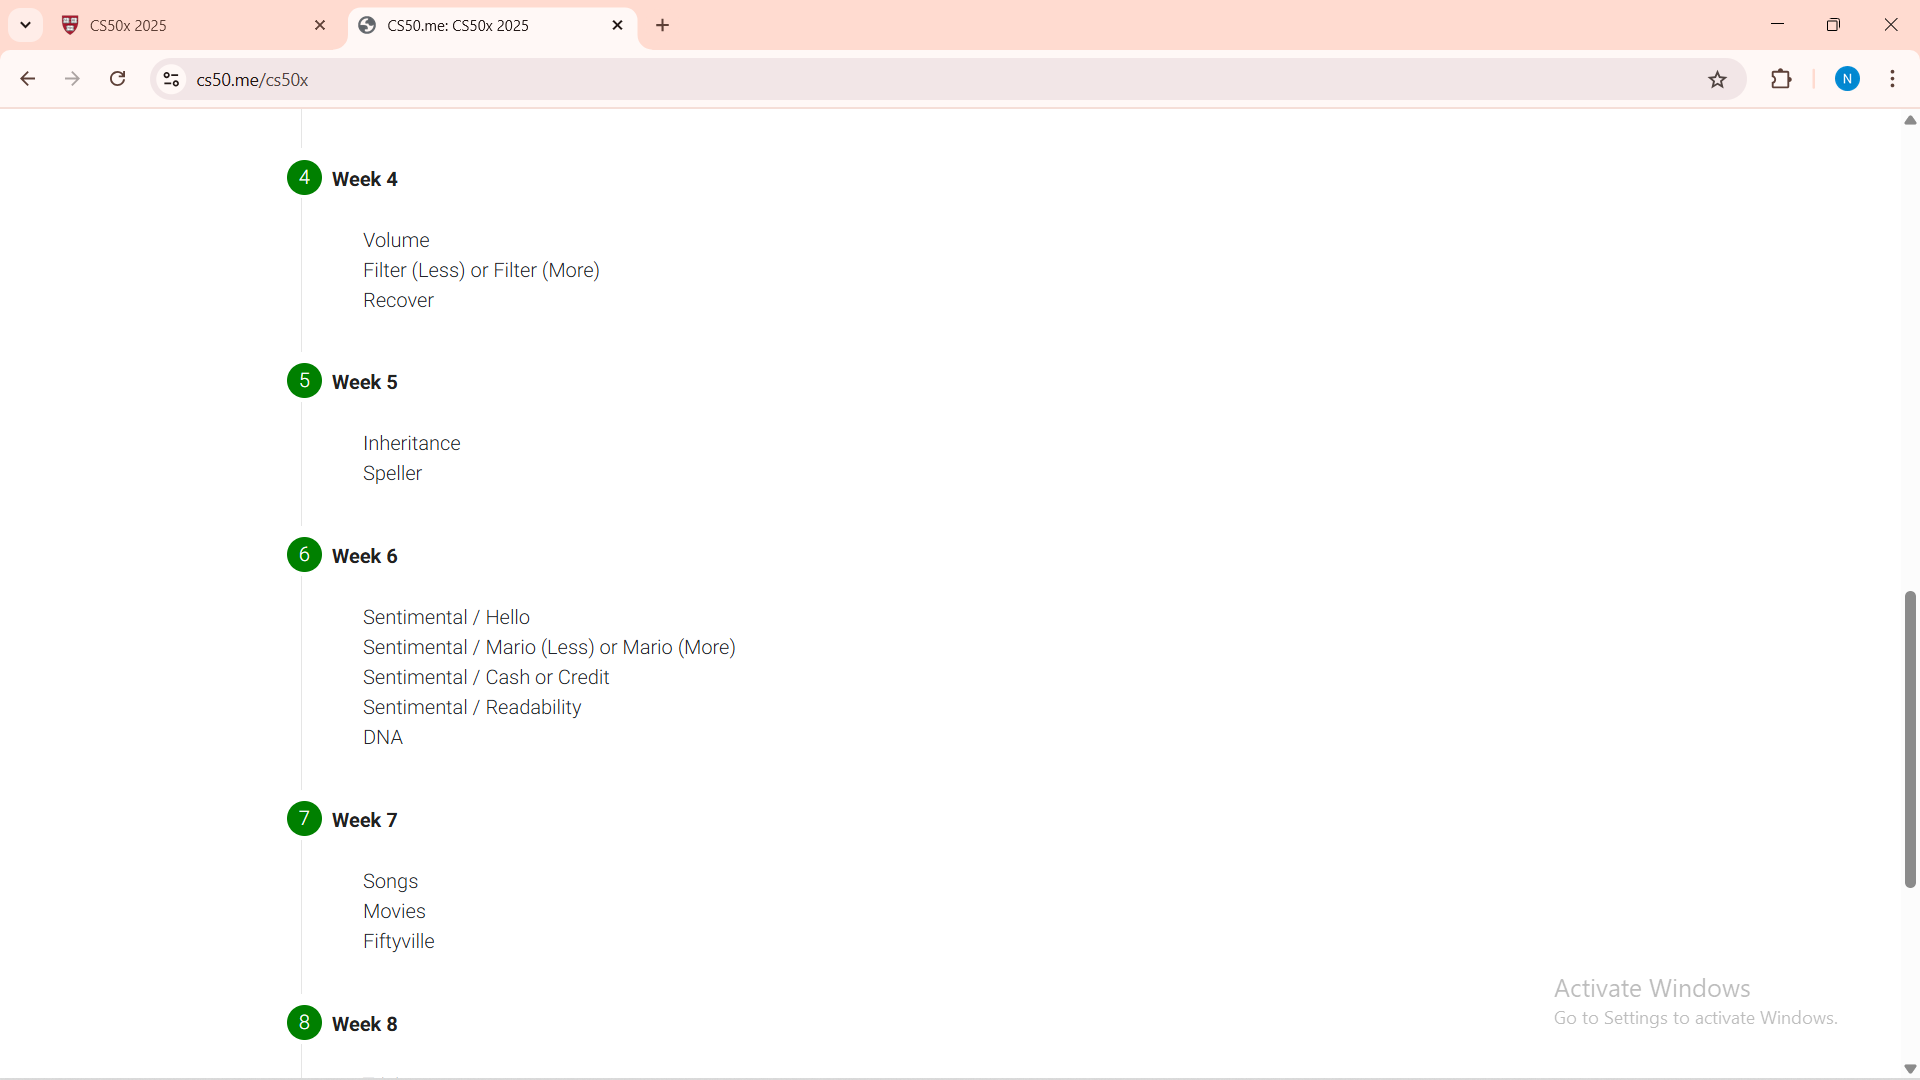 CS50x 2025
CS50.me: CS50x 2025
cs50.me/cs50x
N
4 Week 4
Volume
Filter (Less) or Filter (More)
Recover
5 Week 5
Inheritance
Speller
6 Week 6
Sentimental / Hello
Sentimental / Mario (Less) or Mario (More)
Sentimental / Cash or Credit
Sentimental / Readability
DNA
7 Week 7
Songs
Movies
Fiftyville
8 Week 8
Activate Windows
Go to Settings to activate Windows.